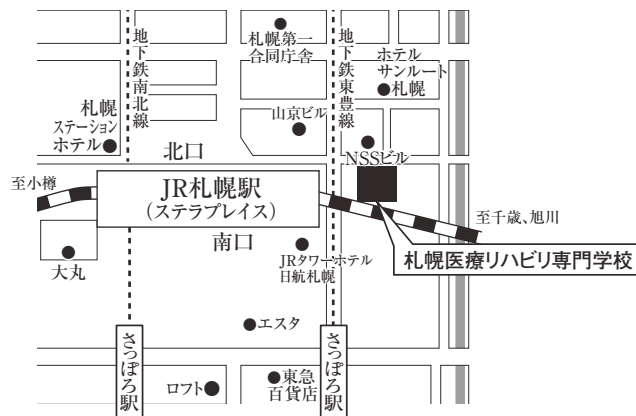 地下鉄南北線
札幌第一
合同庁舎
地下鉄東豊線
ホテル
サンルート
札幌
札幌
ステーション
ホテル
山京ビル
NSSビル
北口
至小樽
JR札幌駅
(ステラプレイス)
至千歳、旭川
南口
大丸
JRタワーホテル
日航札幌
札幌医療リハビリ専門学校
エスタ
さっぽろ駅
さっぽろ駅
ロフト
東急
百貨店